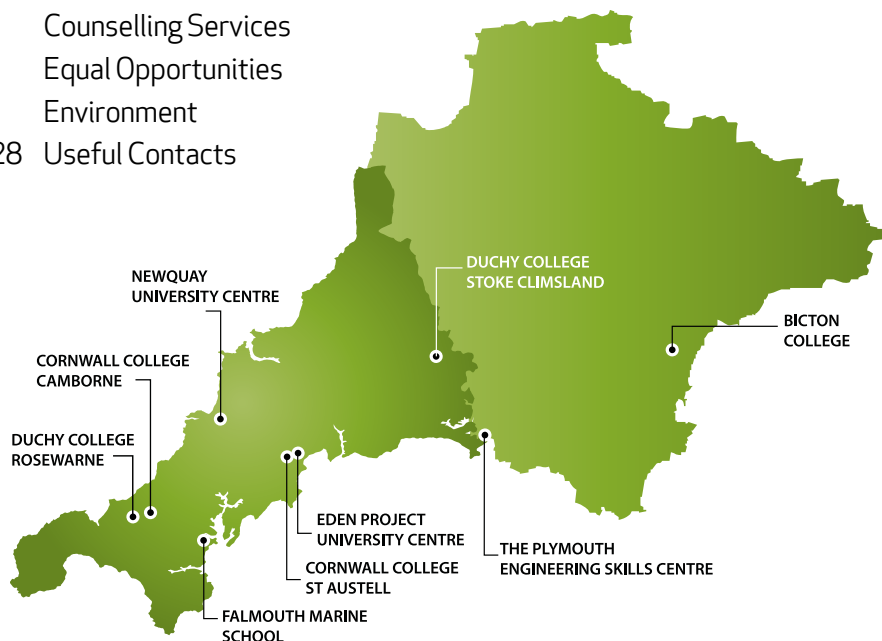 Counselling Services
Equal Opportunities
Environment
28 Useful Contacts
DUCHY COLLEGE
STOKE CLIMSLAND
NEWQUAY
UNIVERSITY CENTRE
BICTON
COLLEGE
CORNWALL COLLEGE
CAMBORNE
DUCHY COLLEGE
ROSEWARNE
EDEN PROJECT
UNIVERSITY CENTRE
THE PLYMOUTH
ENGINEERING SKILLS CENTRE
CORNWALL COLLEGE
ST AUSTELL
FALMOUTH MARINE
SCHOOL